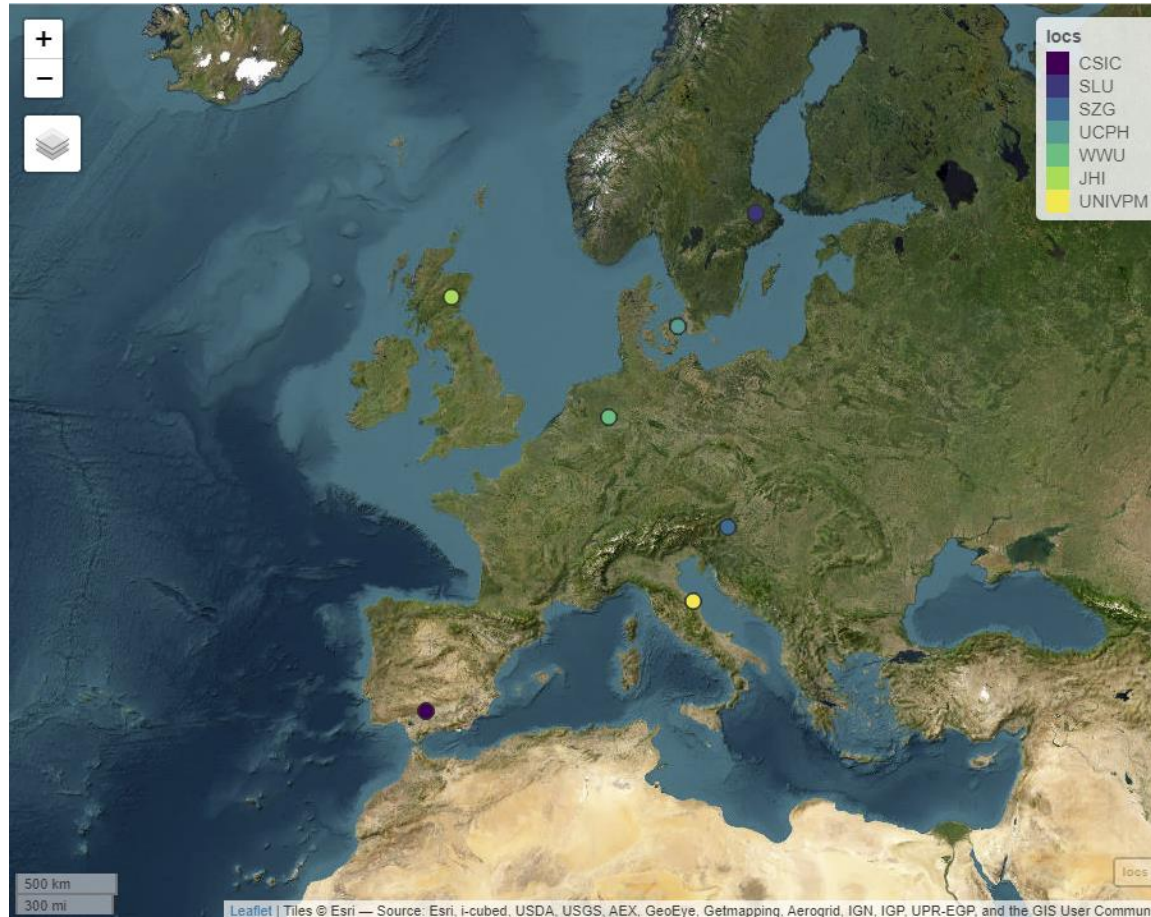 +
−
locs
CSIC
SLU
SZG
UCPH
WWU
JHI
UNIVPM
500 km
300 mi
locs
Leaflet | Tiles © Esri — Source: Esri, i-cubed, USDA, USGS, AEX, GeoEye, Getmapping, Aerogrid, IGN, IGP, UPR-EGP, and the GIS User Commun